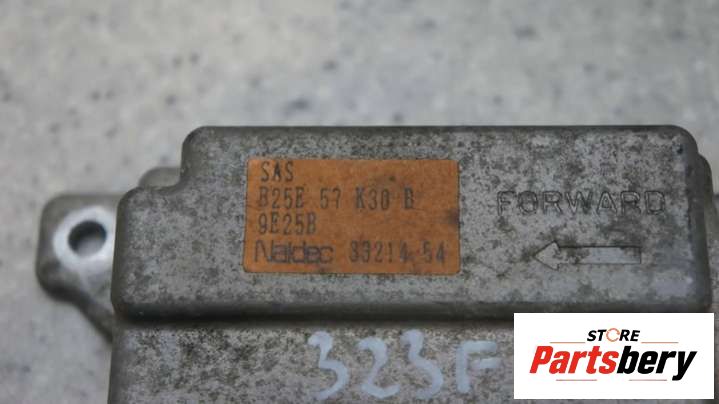 SAS
B25E 57 K30 B
9E25B
Naldec 33214 54
FORWARD
323F
STORE
Partsbery